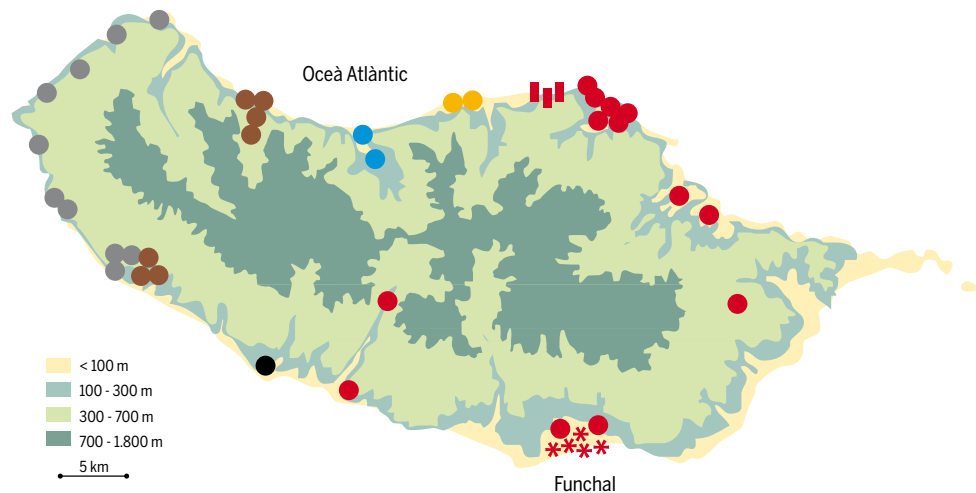 Oceà Atlàntic
< 100 m
100 - 300 m
300 - 700 m
700 - 1.800 m
5 km
Funchal